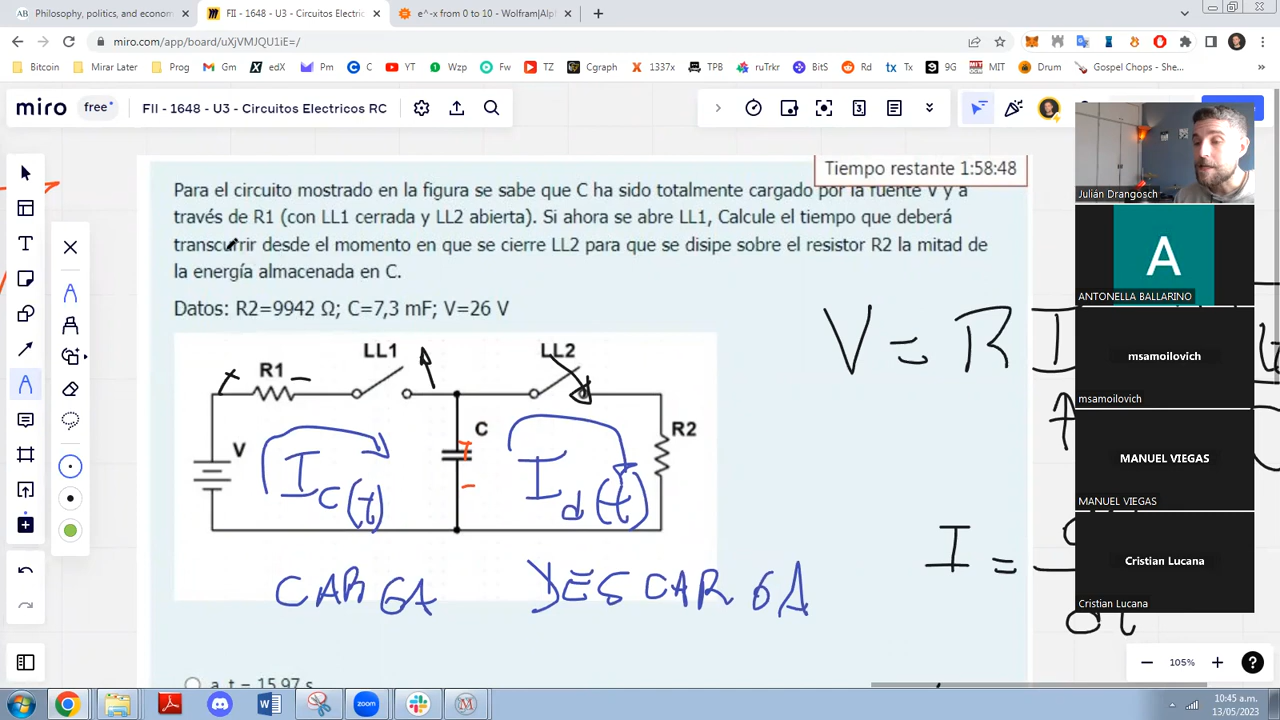 Philosophy, politics, and econom
FII - 1648 - U3 - Circuitos Electric
e^-x from 0 to 10 - Wolfram|Alp
miro.com/app/board/uXjVMJQU1iE=/
Bitcoin
Mirar Later
Prog
Gm
edX
Pm
C
YT
Wzp
Fw
TZ
Cgraph
1337x
TPB
ruTrkr
BitS
Rd
Tx
9G
MIT
Drum
Gospel Chops - She...
miro
free
FII - 1648 - U3 - Circuitos Electricos RC
Tiempo restante 1:58:48
Para el circuito mostrado en la figura se sabe que C ha sido totalmente cargado por la fuente V y a
través de R1 (con LL1 cerrada y LL2 abierta). Si ahora se abre LL1, Calcule el tiempo que deberá
transcurrir desde el momento en que se cierre LL2 para que se disipe sobre el resistor R2 la mitad de
la energía almacenada en C.
Datos: R2=9942 Ω; C=7,3 mF; V=26 V
LL1
LL2
R1
+ −
C
V
R2
I c(t)
I d(t)
CARGA
DESCARGA
V = R I
I =
a. t = 15,97 s
Julián Drangosch
A
ANTONELLA BALLARINO
msamoilovich
msamoilovich
MANUEL VIEGAS
MANUEL VIEGAS
Cristian Lucana
Cristian Lucana
105%
10:45 a.m.
13/05/2023
zoom